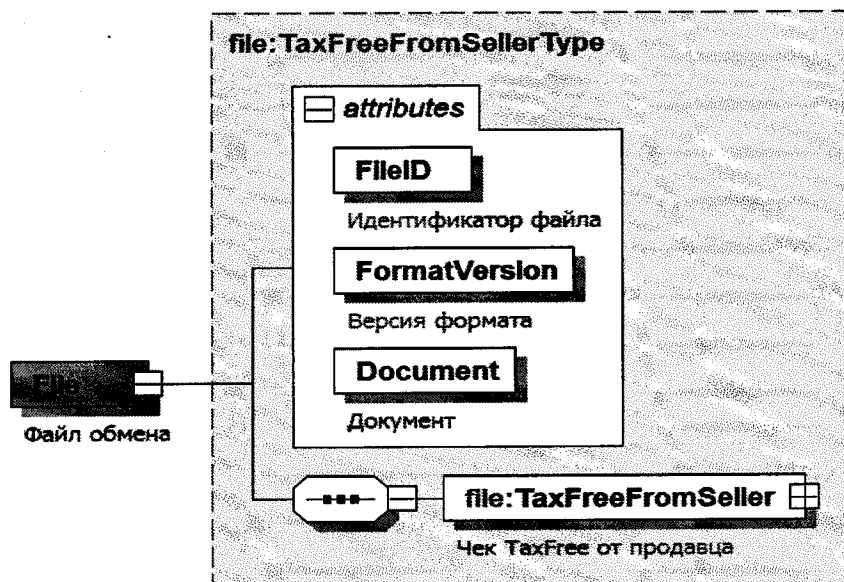 file:TaxFreeFromSellerType
attributes
FileID
Идентификатор файла
FormatVersion
Версия формата
Document
Документ
File
Файл обмена
file:TaxFreeFromSeller
Чек TaxFree от продавца